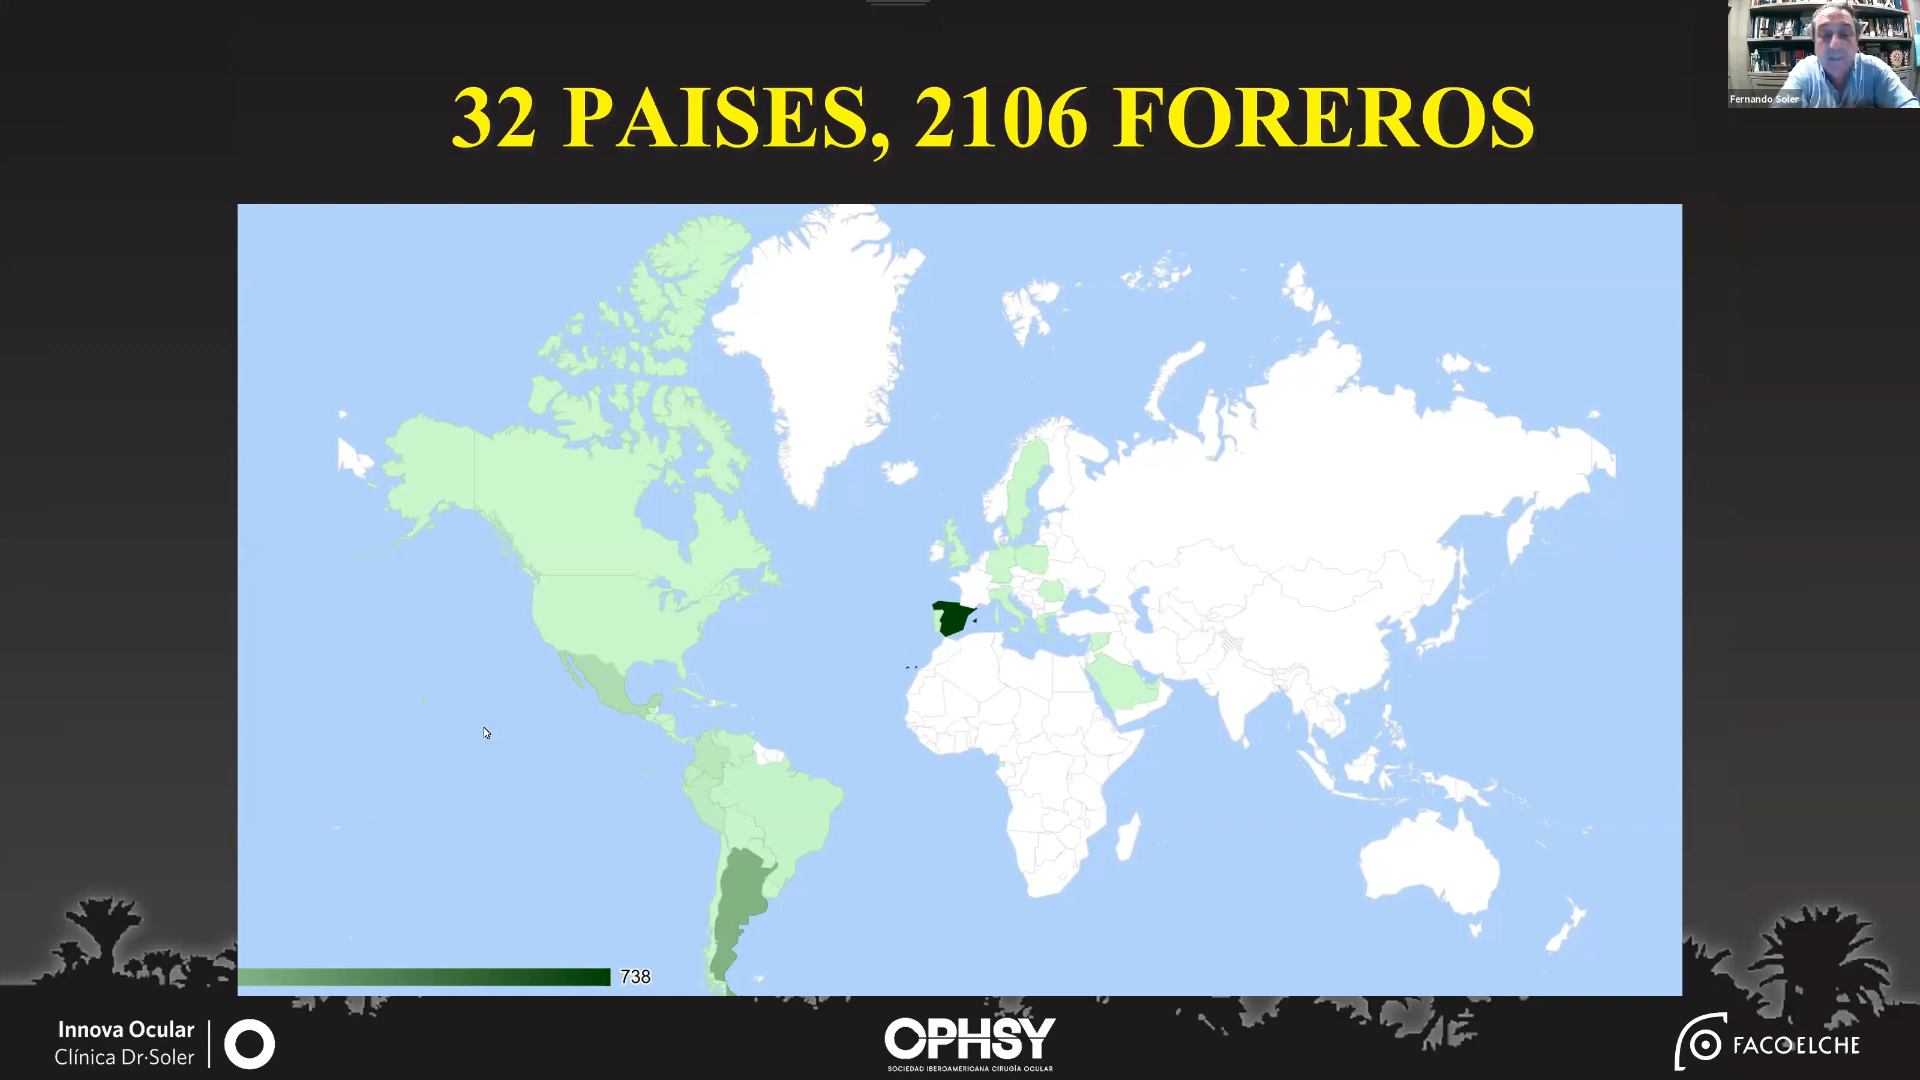 32 PAISES, 2106 FOREROS
Fernando Soler
738
Innova Ocular
Clínica Dr·Soler
OPHSY
SOCIEDAD IBEROAMERICANA CIRUGÍA OCULAR
FACOELCHE